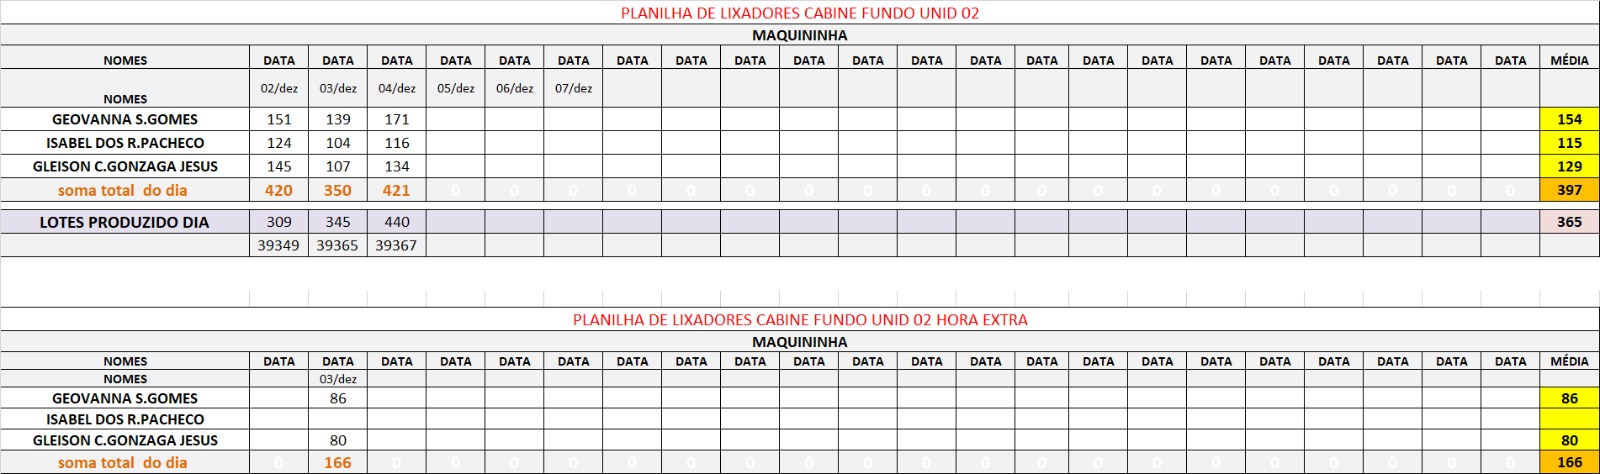 PLANILHA DE LIXADORES CABINE FUNDO UNID 02
MAQUININHA
NOMES DATA DATA DATA DATA DATA DATA DATA DATA DATA DATA DATA DATA DATA DATA DATA DATA DATA DATA DATA DATA DATA DATA MÉDIA
NOMES 02/dez 03/dez 04/dez 05/dez 06/dez 07/dez
GEOVANNA S.GOMES 151 139 171 154
ISABEL DOS R.PACHECO 124 104 116 115
GLEISON C.GONZAGA JESUS 145 107 134 129
soma total do dia 420 350 421 0 0 0 0 0 0 0 0 0 0 0 0 0 0 0 0 0 0 0 397
LOTES PRODUZIDO DIA 309 345 440 365
39349 39365 39367
PLANILHA DE LIXADORES CABINE FUNDO UNID 02 HORA EXTRA
MAQUININHA
NOMES DATA DATA DATA DATA DATA DATA DATA DATA DATA DATA DATA DATA DATA DATA DATA DATA DATA DATA DATA DATA DATA DATA MÉDIA
NOMES 03/dez
GEOVANNA S.GOMES 86 86
ISABEL DOS R.PACHECO
GLEISON C.GONZAGA JESUS 80 80
soma total do dia 0 166 0 0 0 0 0 0 0 0 0 0 0 0 0 0 0 0 0 0 0 0 166